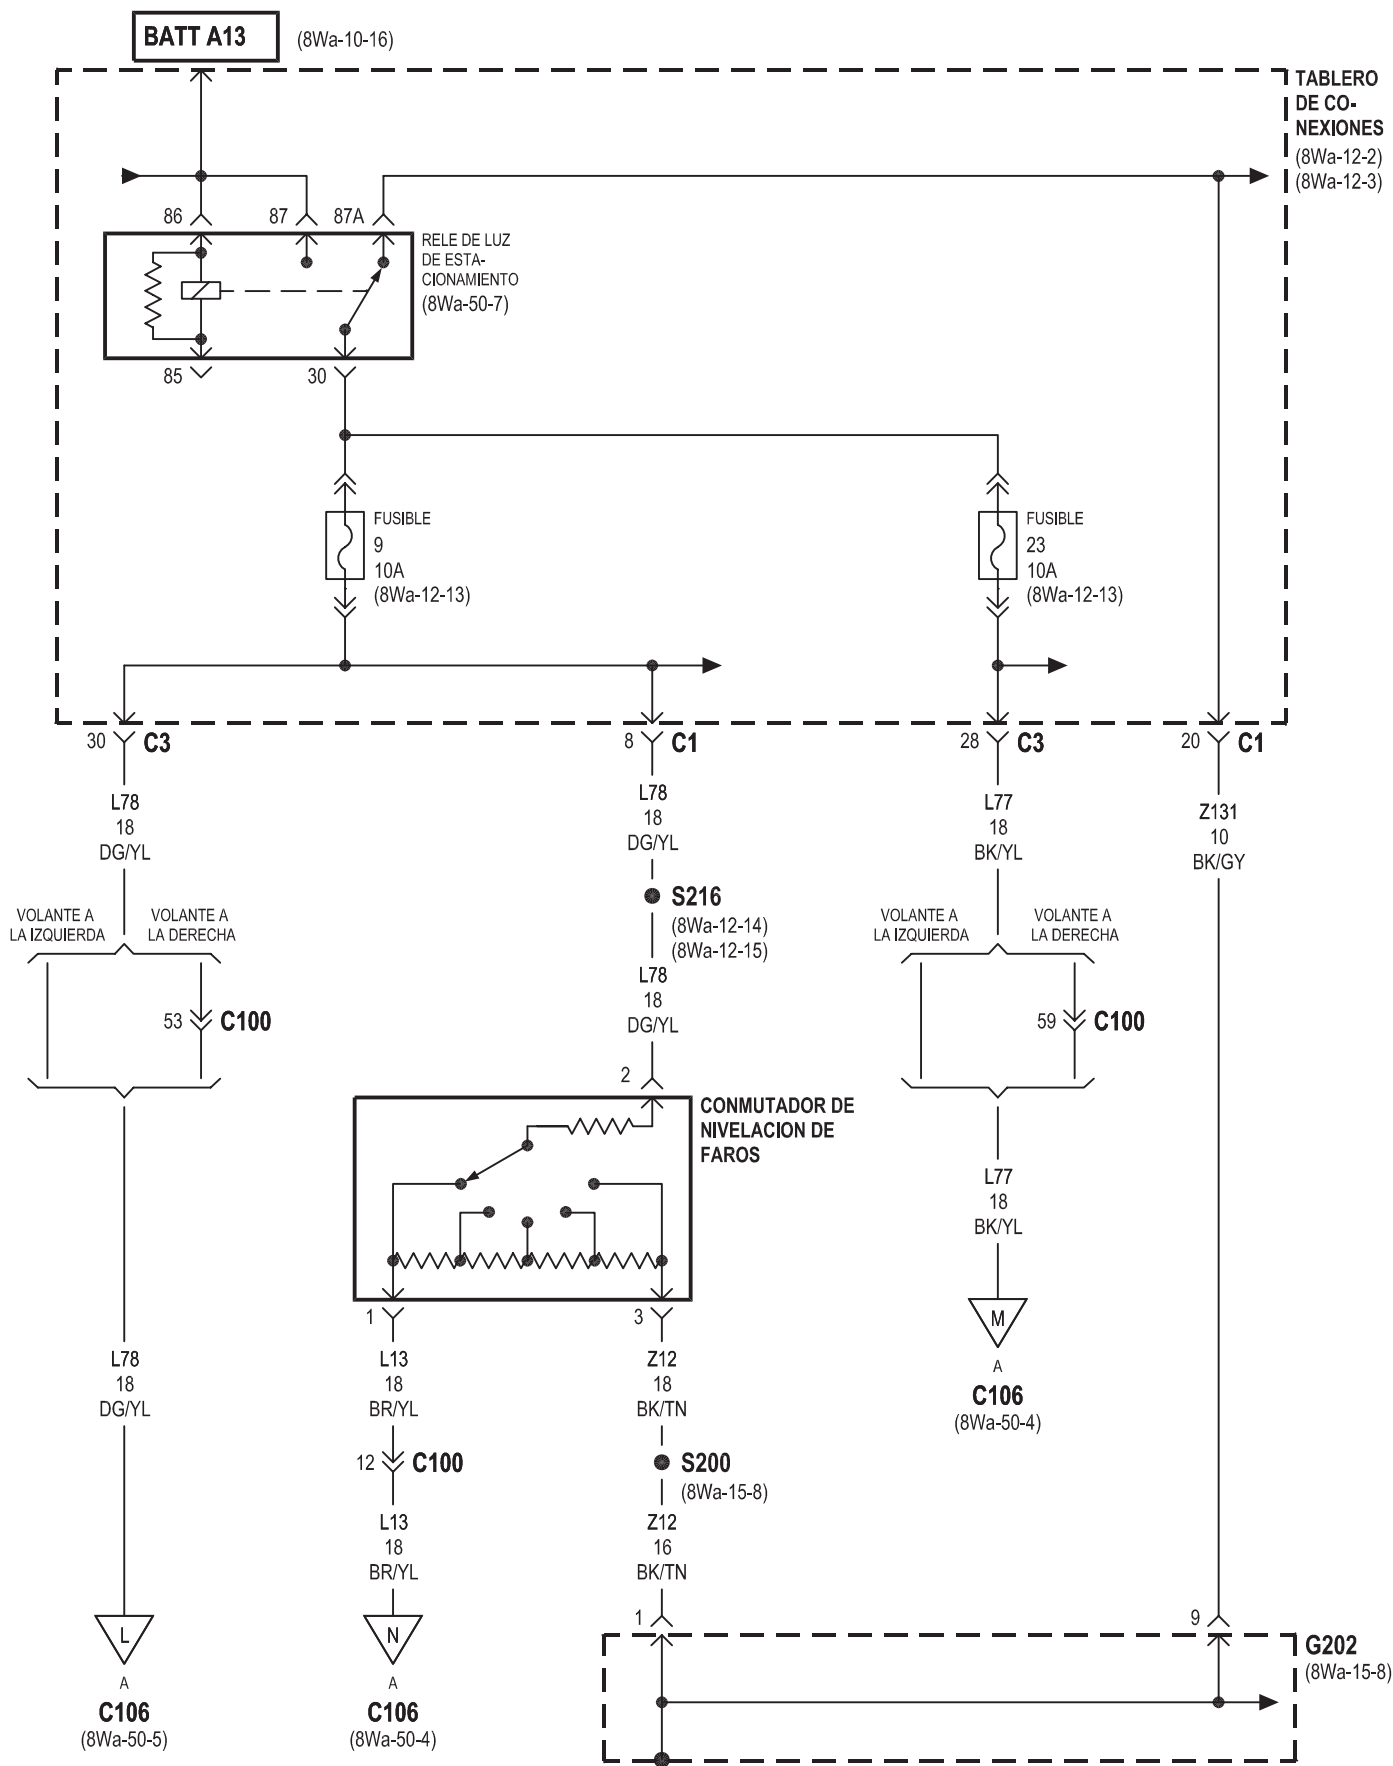 BATT A13
(8Wa-10-16)
TABLERO
DE CO-
NEXIONES
(8Wa-12-2)
(8Wa-12-3)
86
87
87A
RELE DE LUZ
DE ESTA-
CIONAMIENTO
(8Wa-50-7)
85
30
FUSIBLE
9
10A
(8Wa-12-13)
FUSIBLE
23
10A
(8Wa-12-13)
30
C3
8
C1
28
C3
20
C1
L78
18
DG/YL
L78
18
DG/YL
L77
18
BK/YL
Z131
10
BK/GY
S216
(8Wa-12-14)
(8Wa-12-15)
VOLANTE A
LA IZQUIERDA
VOLANTE A
LA DERECHA
VOLANTE A
LA IZQUIERDA
VOLANTE A
LA DERECHA
L78
18
DG/YL
53
C100
59
C100
2
CONMUTADOR DE
NIVELACION DE
FAROS
L77
18
BK/YL
1
3
M
A
C106
(8Wa-50-4)
L78
18
DG/YL
L13
18
BR/YL
Z12
18
BK/TN
12
C100
S200
(8Wa-15-8)
L13
18
BR/YL
Z12
16
BK/TN
1
9
L
A
C106
(8Wa-50-5)
N
A
C106
(8Wa-50-4)
G202
(8Wa-15-8)